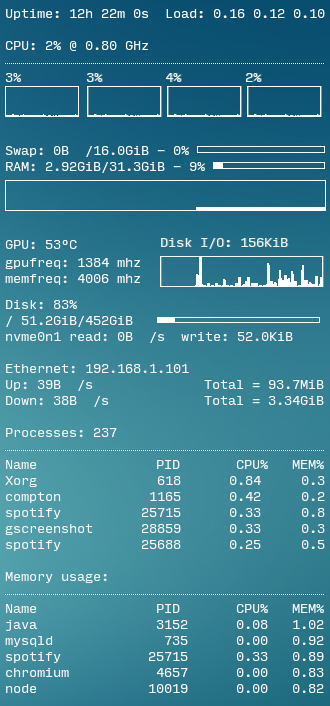 Uptime: 12h 22m 0s Load: 0.16 0.12 0.10
CPU: 2% @ 0.80 GHz
3% 3% 4% 2%
Swap: 0B /16.0GiB - 0%
RAM: 2.92GiB/31.3GiB - 9%
GPU: 53ºC Disk I/O: 156KiB
gpufreq: 1384 mhz
memfreq: 4006 mhz
Disk: 83%
/ 51.2GiB/452GiB
nvme0n1 read: 0B /s write: 52.0KiB
Ethernet: 192.168.1.101
Up: 39B /s Total = 93.7MiB
Down: 38B /s Total = 3.34GiB
Processes: 237
Name PID CPU% MEM%
Xorg 618 0.84 0.3
compton 1165 0.42 0.2
spotify 25715 0.33 0.8
gscreenshot 28859 0.33 0.3
spotify 25688 0.25 0.5
Memory usage:
Name PID CPU% MEM%
java 3152 0.08 1.02
mysqld 735 0.00 0.92
spotify 25715 0.33 0.89
chromium 4657 0.00 0.83
node 10019 0.00 0.82